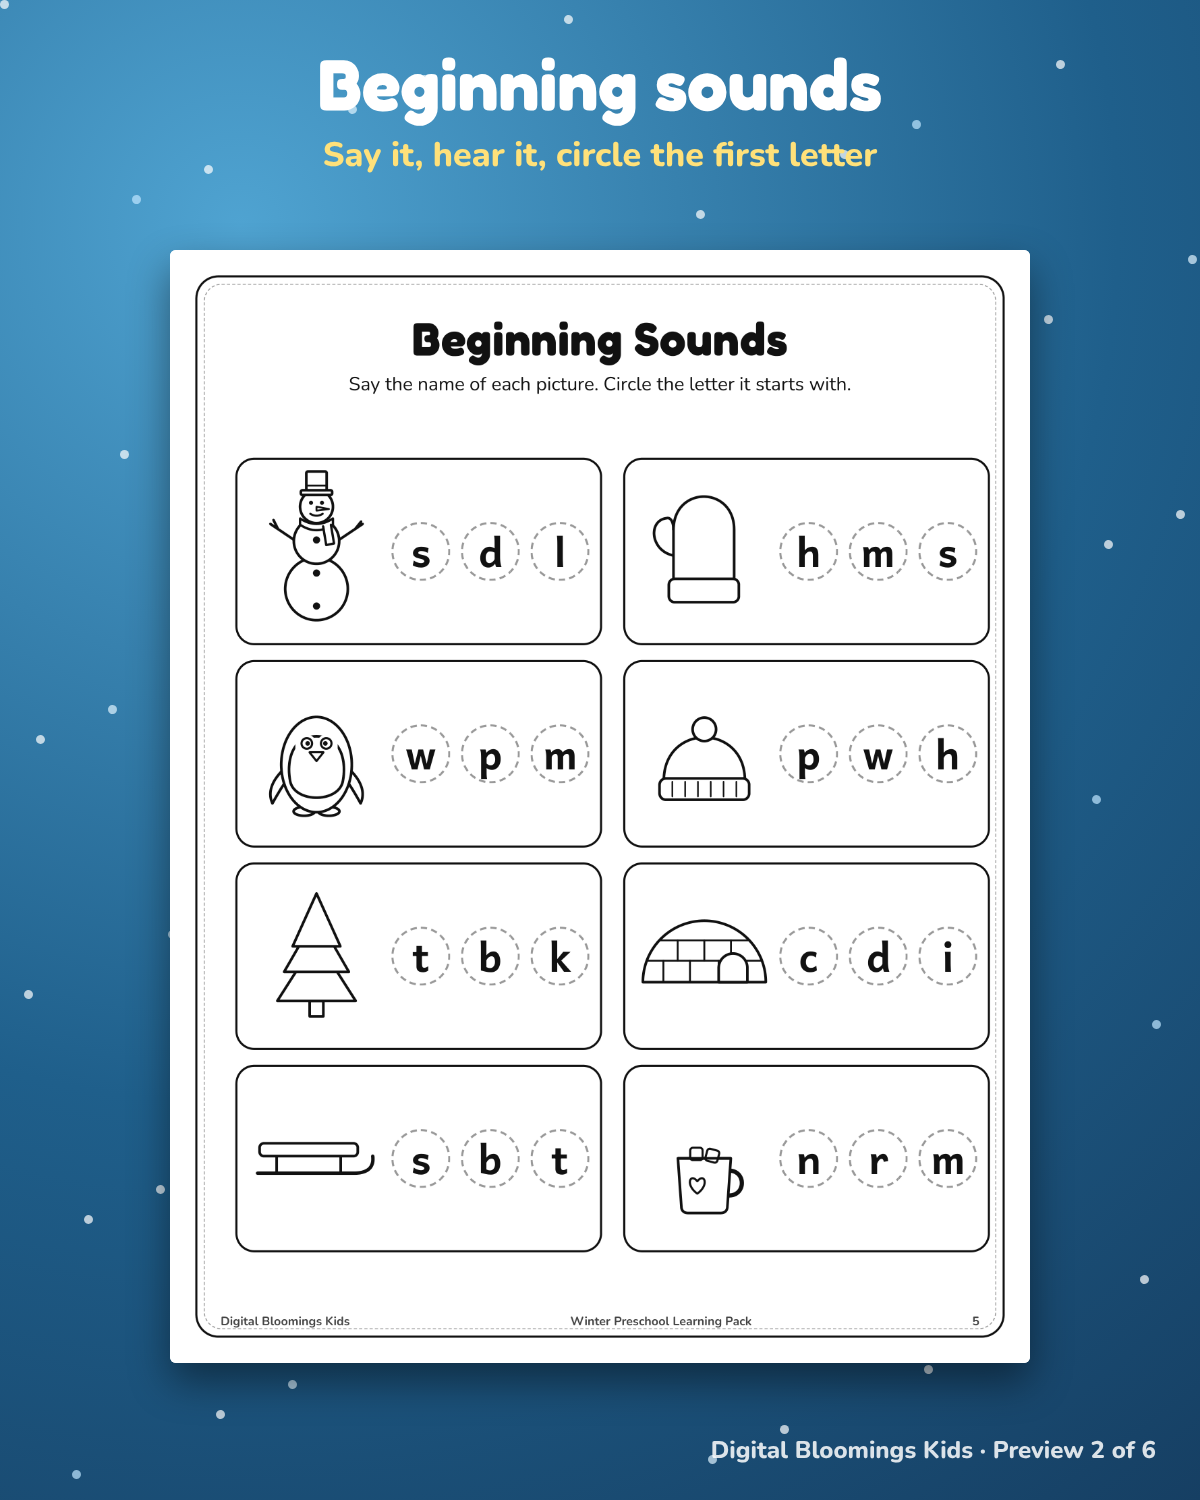 Beginning sounds
Say it, hear it, circle the first letter
Beginning Sounds
Say the name of each picture. Circle the letter it starts with.
s d l
h m s
w p m
p w h
t b k
c d i
s b t
n r m
Digital Bloomings Kids
Winter Preschool Learning Pack
5
Digital Bloomings Kids · Preview 2 of 6